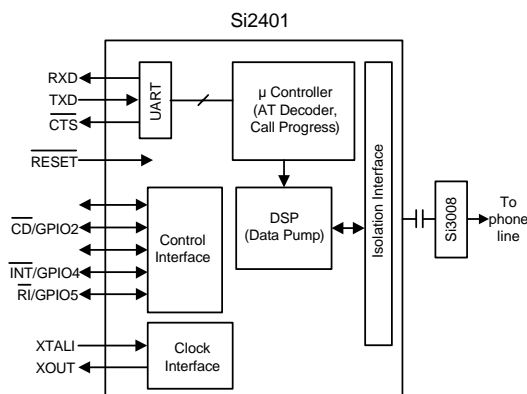 Si2401
RXD
TXD
CTS
RESET
CD/GPIO2
INT/GPIO4
RI/GPIO5
XTALI
XOUT
UART
µ Controller
(AT Decoder,
Call Progress)
DSP
(Data Pump)
Control
Interface
Clock
Interface
Isolation Interface
Si3008
To
phone
line